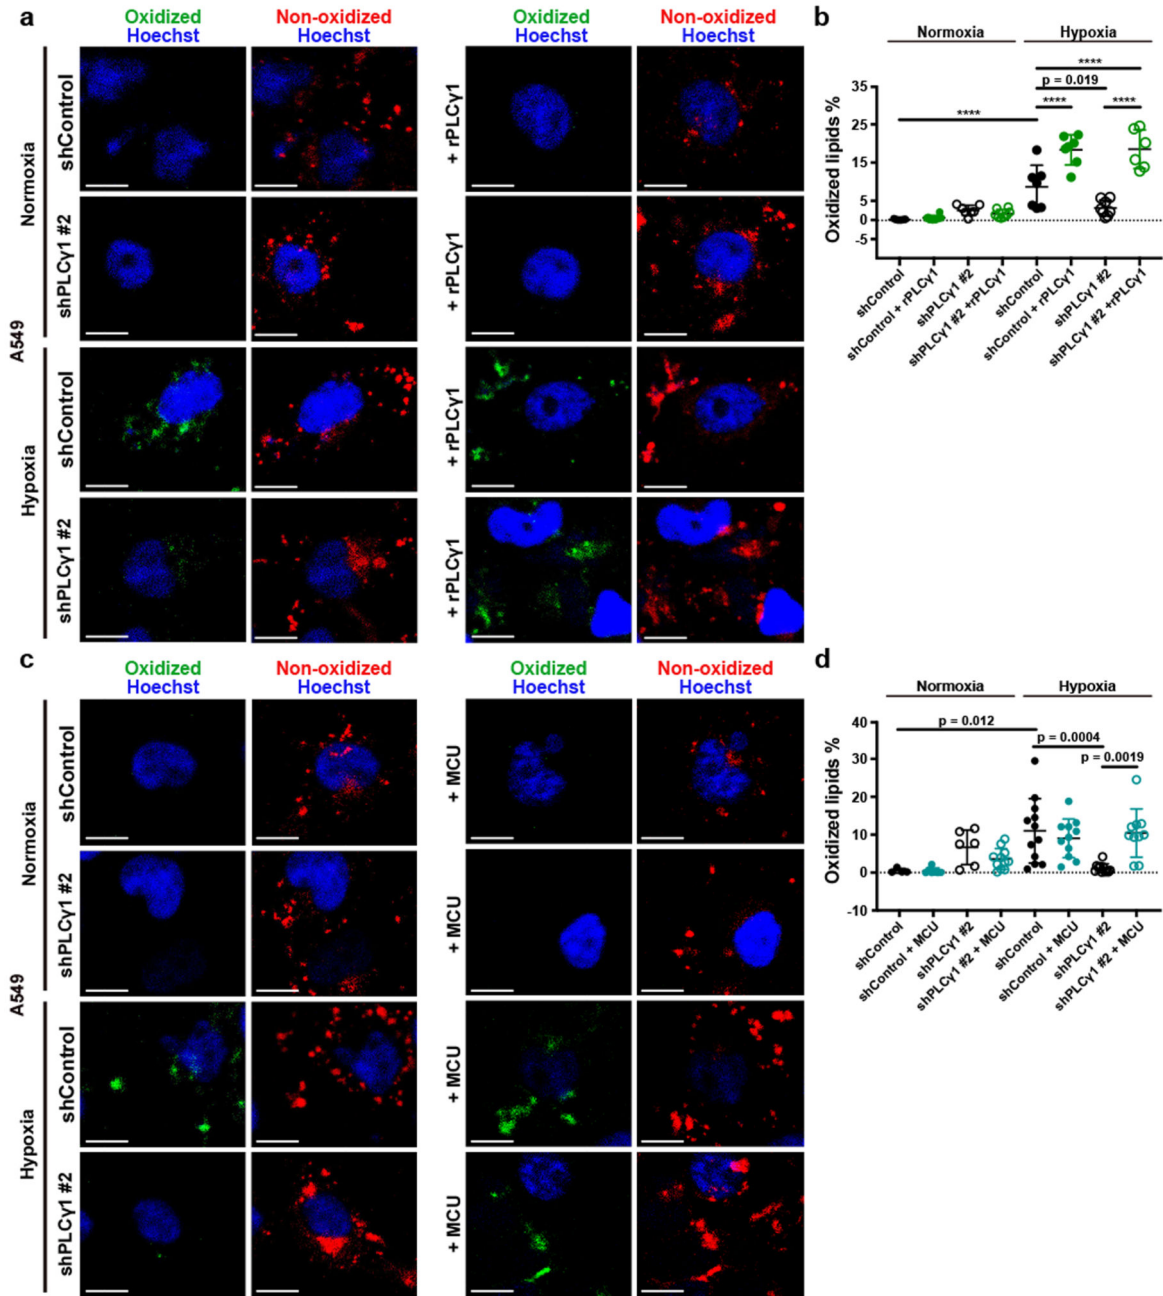 a
Oxidized
Hoechst
Non-oxidized
Hoechst
Oxidized
Hoechst
Non-oxidized
Hoechst
A549
Normoxia
shControl
+ rPLCγ1
shPLCγ1 #2
+ rPLCγ1
Hypoxia
shControl
+ rPLCγ1
shPLCγ1 #2
+ rPLCγ1
b
Normoxia
Hypoxia
****
p = 0.019
****
****
****
Oxidized lipids %
35
25
15
5
0
-5
shControl
shControl + rPLCγ1
shPLCγ1 #2
shPLCγ1 #2 +rPLCγ1
shControl
shControl + rPLCγ1
shPLCγ1 #2
shPLCγ1 #2 +rPLCγ1
c
Oxidized
Hoechst
Non-oxidized
Hoechst
Oxidized
Hoechst
Non-oxidized
Hoechst
A549
Normoxia
shControl
+ MCU
shPLCγ1 #2
+ MCU
Hypoxia
shControl
+ MCU
shPLCγ1 #2
+ MCU
d
Normoxia
Hypoxia
p = 0.012
p = 0.0004
p = 0.0019
Oxidized lipids %
40
30
20
10
0
-10
shControl
shControl + MCU
shPLCγ1 #2
shPLCγ1 #2 + MCU
shControl
shControl + MCU
shPLCγ1 #2
shPLCγ1 #2 + MCU